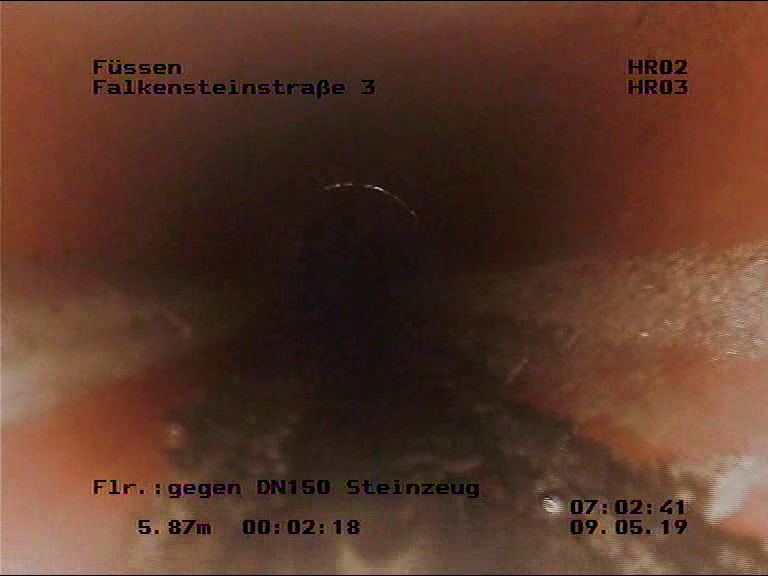 Füssen
Falkensteinstraße 3
HR02
HR03
Flr.:gegen DN150 Steinzeug
5.87m 00:02:18
07:02:41
09.05.19